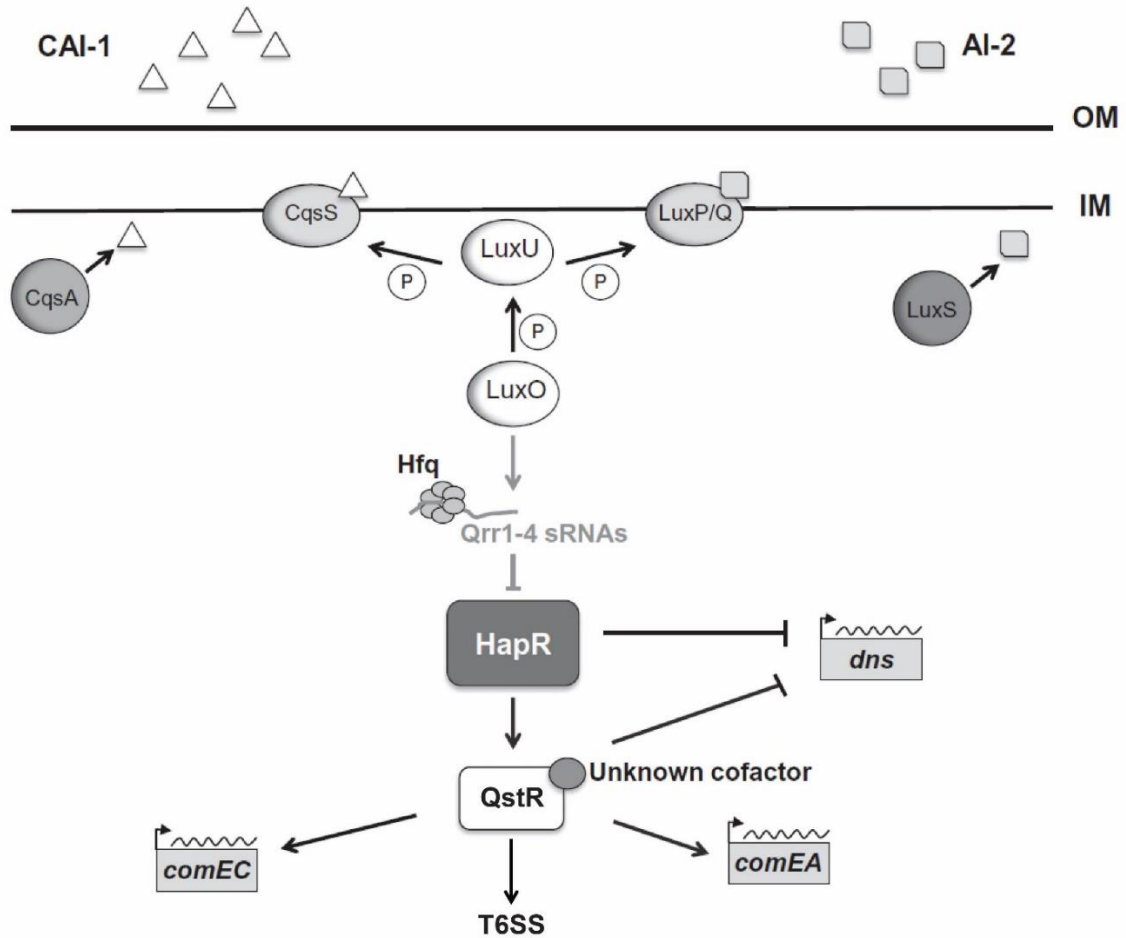 CAI-1
AI-2
OM
IM
CqsS
LuxP/Q
LuxU
P
P
CqsA
LuxS
P
LuxO
Hfq
Qrr1-4 sRNAs
HapR
dns
Unknown cofactor
QstR
comEC
comEA
T6SS